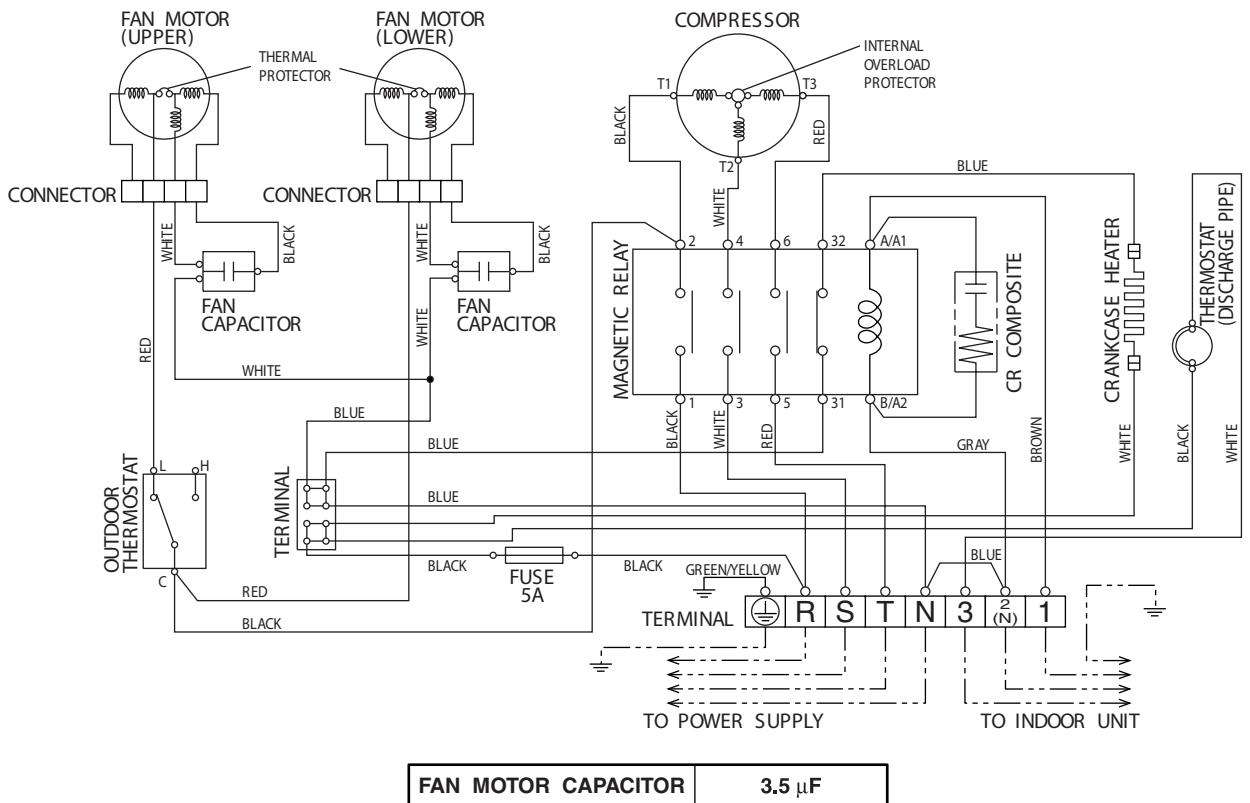 FAN MOTOR
(UPPER)
FAN MOTOR
(LOWER)
COMPRESSOR
THERMAL
PROTECTOR
INTERNAL
OVERLOAD
PROTECTOR
T1
T3
T2
BLACK
RED
BLUE
WHITE
CONNECTOR
CONNECTOR
WHITE
BLACK
WHITE
BLACK
FAN
CAPACITOR
FAN
CAPACITOR
2
4
6
32
A/A1
MAGNETIC RELAY
CR COMPOSITE
CRANKCASE HEATER
THERMOSTAT
(DISCHARGE PIPE)
RED
WHITE
WHITE
1
3
5
31
B/A2
BLUE
BLUE
BLACK
WHITE
RED
GRAY
BROWN
WHITE
BLACK
WHITE
L
H
OUTDOOR
THERMOSTAT
C
TERMINAL
BLUE
BLACK
FUSE
5A
BLACK
GREEN/YELLOW
BLUE
RED
BLACK
TERMINAL
R
S
T
N
3
2
(N)
1
TO POWER SUPPLY
TO INDOOR UNIT
FAN MOTOR CAPACITOR
3.5 μF